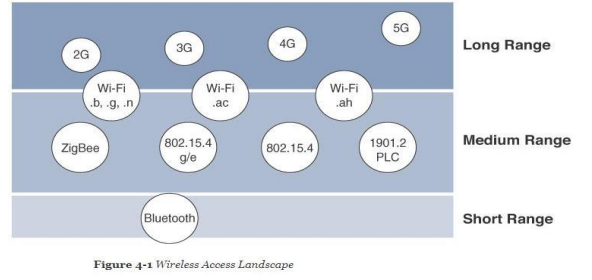 5G
2G
3G
4G
Long Range
Wi-Fi
.b, .g, .n
Wi-Fi
.ac
Wi-Fi
.ah
ZigBee
802.15.4
g/e
802.15.4
1901.2
PLC
Medium Range
Bluetooth
Short Range
Figure 4-1 Wireless Access Landscape